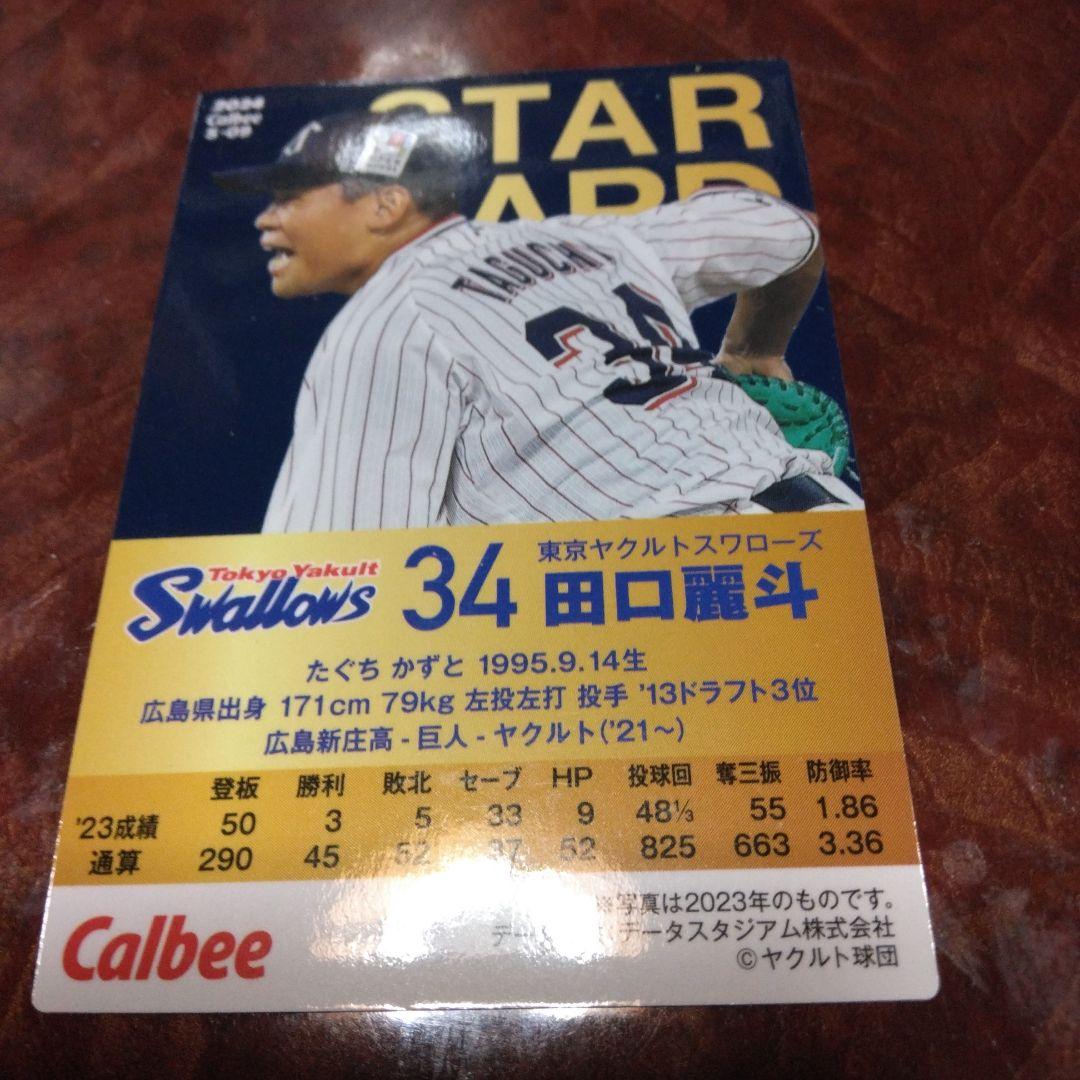 2024
Calbee
S-09
STAR
CARD
TAGUCHI
34
Tokyo Yakult
Swallows
34
東京ヤクルトスワローズ
田口麗斗
たぐち かずと 1995.9.14生
広島県出身 171cm 79kg 左投左打 投手 '13ドラフト3位
広島新庄高 - 巨人 - ヤクルト('21〜)
登板 勝利 敗北 セーブ HP 投球回 奪三振 防御率
'23成績 50 3 5 33 9 48⅓ 55 1.86
通算 290 45 52 37 52 825 663 3.36
Calbee
※写真は2023年のものです。
データスタジアム株式会社
©ヤクルト球団